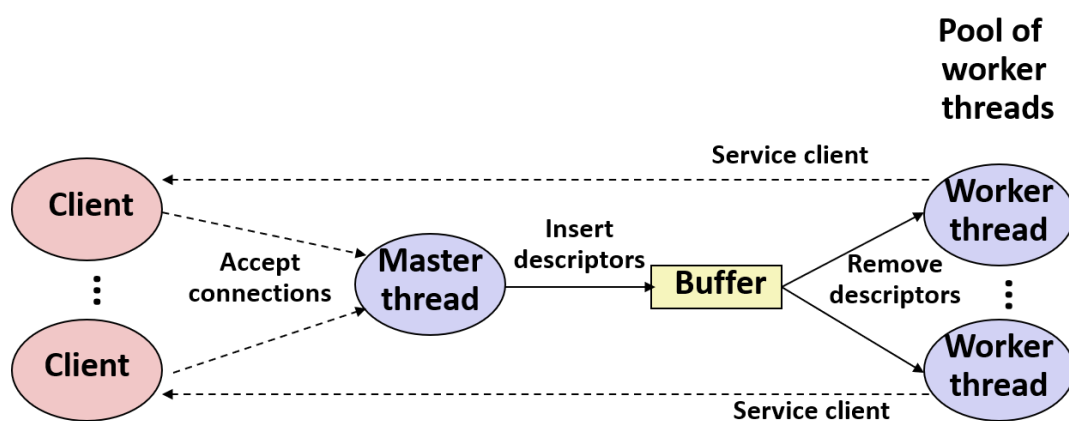 Pool of
worker
threads
Service client
Client
Worker
thread
Insert
descriptors
Accept
connections
Master
thread
Buffer
Remove
descriptors
Client
Worker
thread
Service client